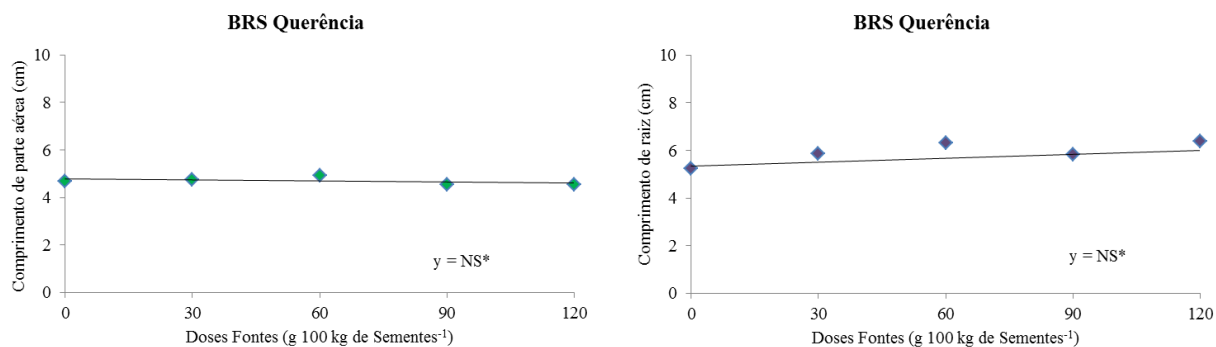 BRS Querência
10
8
6
4
2
0
Comprimento de parte aérea (cm)
y = NS*
0 30 60 90 120
Doses Fontes (g 100 kg de Sementes⁻¹)
BRS Querência
10
8
6
4
2
0
Comprimento de raiz (cm)
y = NS*
0 30 60 90 120
Doses Fontes (g 100 kg de Sementes⁻¹)